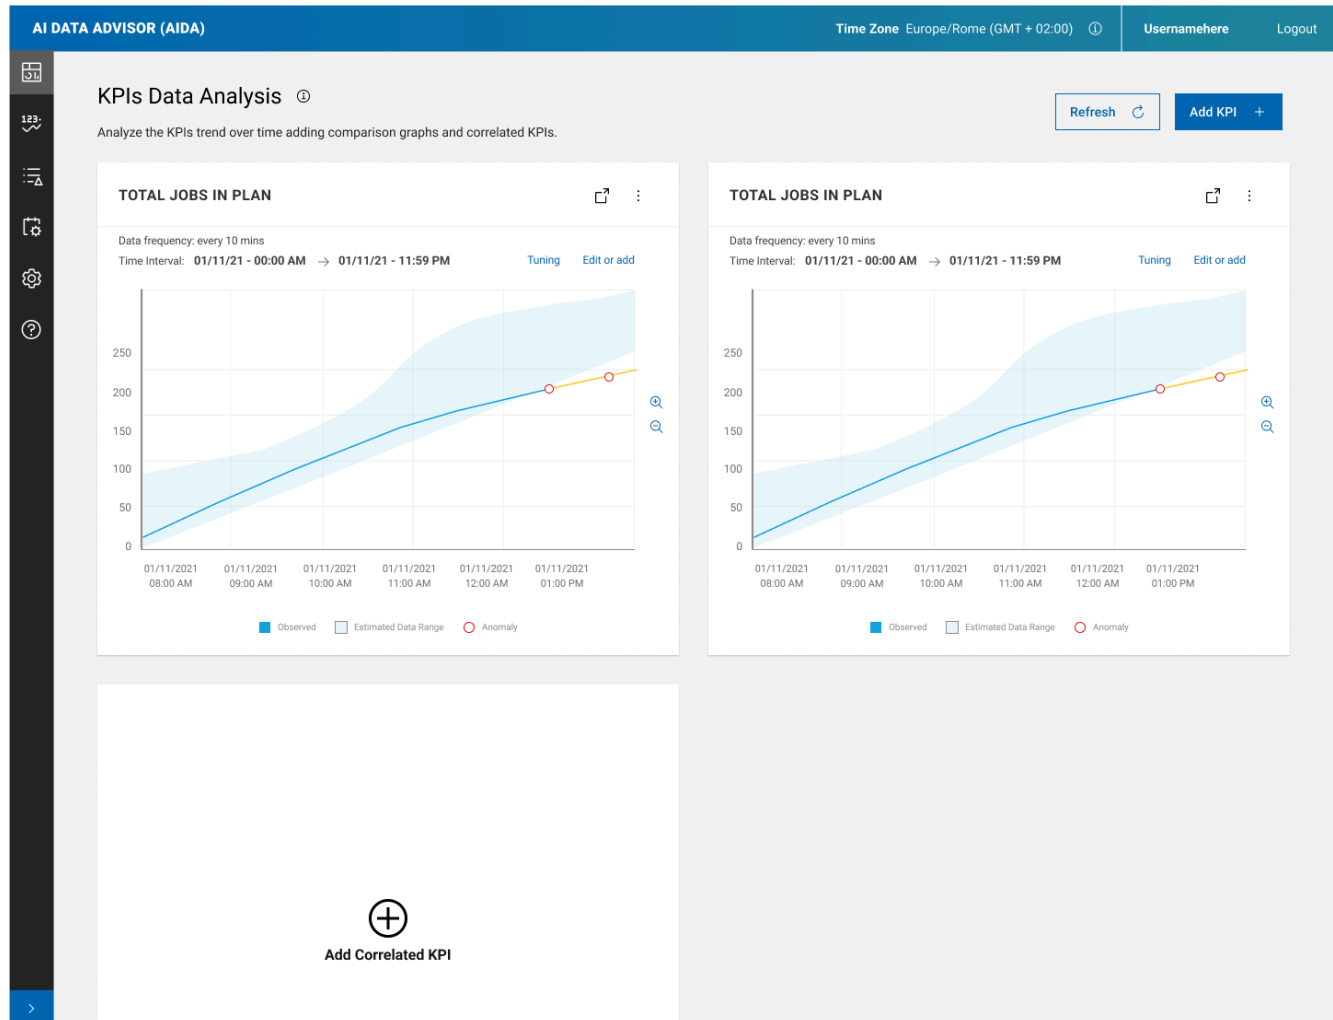 AI DATA ADVISOR (AIDA)
Time Zone Europe/Rome (GMT + 02:00)
Usernamehere
Logout
123
KPIs Data Analysis
Analyze the KPIs trend over time adding comparison graphs and correlated KPIs.
Refresh
Add KPI +
TOTAL JOBS IN PLAN
Data frequency: every 10 mins
Time Interval: 01/11/21 - 00:00 AM → 01/11/21 - 11:59 PM
Tuning
Edit or add
250
200
150
100
50
0
01/11/2021 01/11/2021 01/11/2021 01/11/2021 01/11/2021 01/11/2021
08:00 AM 09:00 AM 10:00 AM 11:00 AM 12:00 AM 01:00 PM
Observed
Estimated Data Range
Anomaly
TOTAL JOBS IN PLAN
Data frequency: every 10 mins
Time Interval: 01/11/21 - 00:00 AM → 01/11/21 - 11:59 PM
Tuning
Edit or add
250
200
150
100
50
0
01/11/2021 01/11/2021 01/11/2021 01/11/2021 01/11/2021 01/11/2021
08:00 AM 09:00 AM 10:00 AM 11:00 AM 12:00 AM 01:00 PM
Observed
Estimated Data Range
Anomaly
Add Correlated KPI